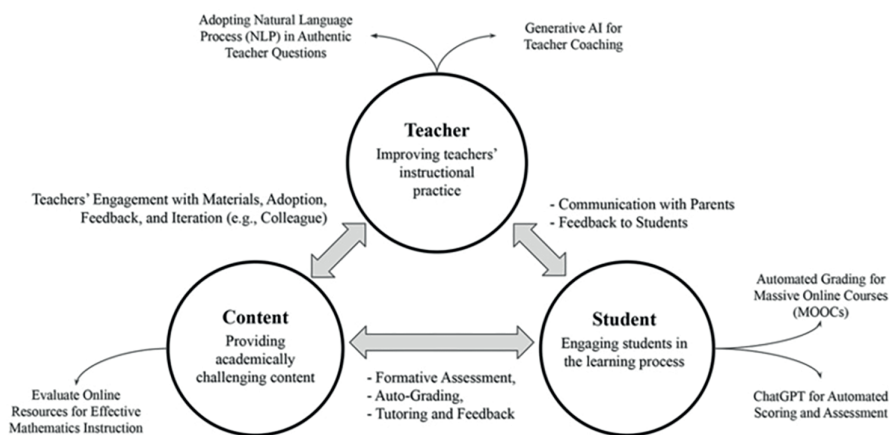 Adopting Natural Language
Process (NLP) in Authentic
Teacher Questions
Generative AI for
Teacher Coaching
Teacher
Improving teachers'
instructional
practice
Teachers' Engagement with Materials, Adoption,
Feedback, and Iteration (e.g., Colleague)
- Communication with Parents
- Feedback to Students
Content
Providing
academically
challenging content
Student
Engaging students in
the learning process
Automated Grading for
Massive Online Courses
(MOOCs)
Evaluate Online
Resources for Effective
Mathematics Instruction
- Formative Assessment,
- Auto-Grading,
- Tutoring and Feedback
ChatGPT for Automated
Scoring and Assessment